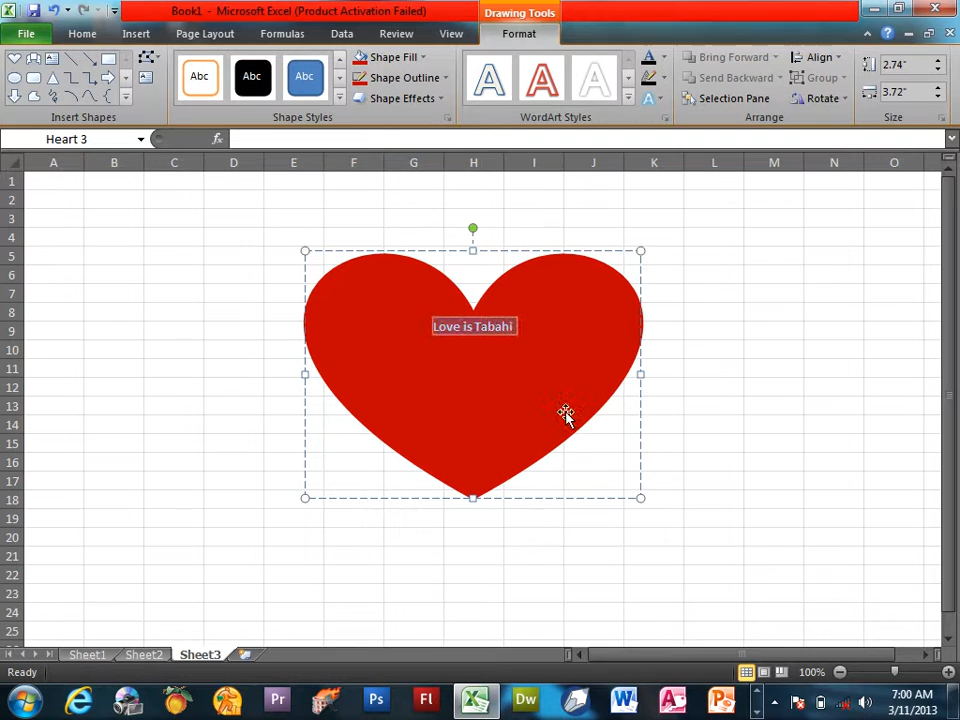 Book1 - Microsoft Excel (Product Activation Failed)
Drawing Tools
File Home Insert Page Layout Formulas Data Review View Format
Abc Abc Abc
Shape Fill
Shape Outline
Shape Effects
A A A
A
A
Bring Forward
Send Backward
Selection Pane
Align
Group
Rotate
2.74"
3.72"
Insert Shapes Shape Styles WordArt Styles Arrange Size
Heart 3 fx
A B C D E F G H I J K L M N O
1
2
3
4
5
6
7
8
9
10
11
12
13
14
15
16
17
18
19
20
21
22
23
24
25
Love is Tabahi
Sheet1 Sheet2 Sheet3
Ready 100%
Pr Ps Fl Dw
7:00 AM
3/11/2013